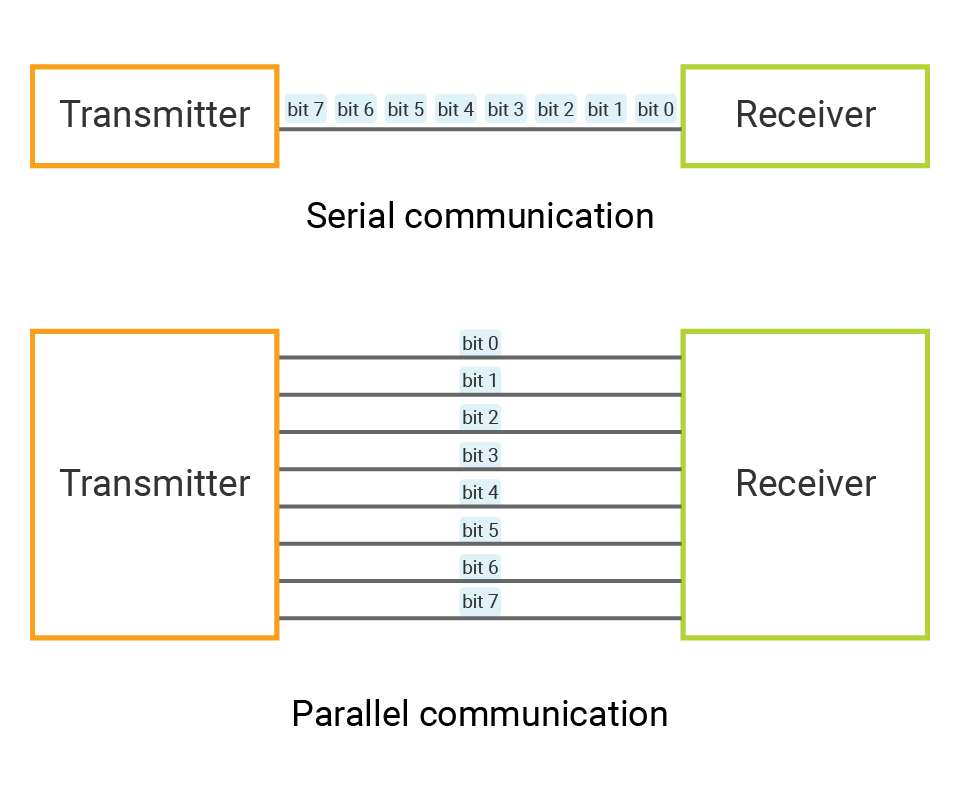 Transmitter bit 7 bit 6 bit 5 bit 4 bit 3 bit 2 bit 1 bit 0 Receiver
Serial communication
bit 0
bit 1
bit 2
bit 3
Transmitter Receiver
bit 4
bit 5
bit 6
bit 7
Parallel communication